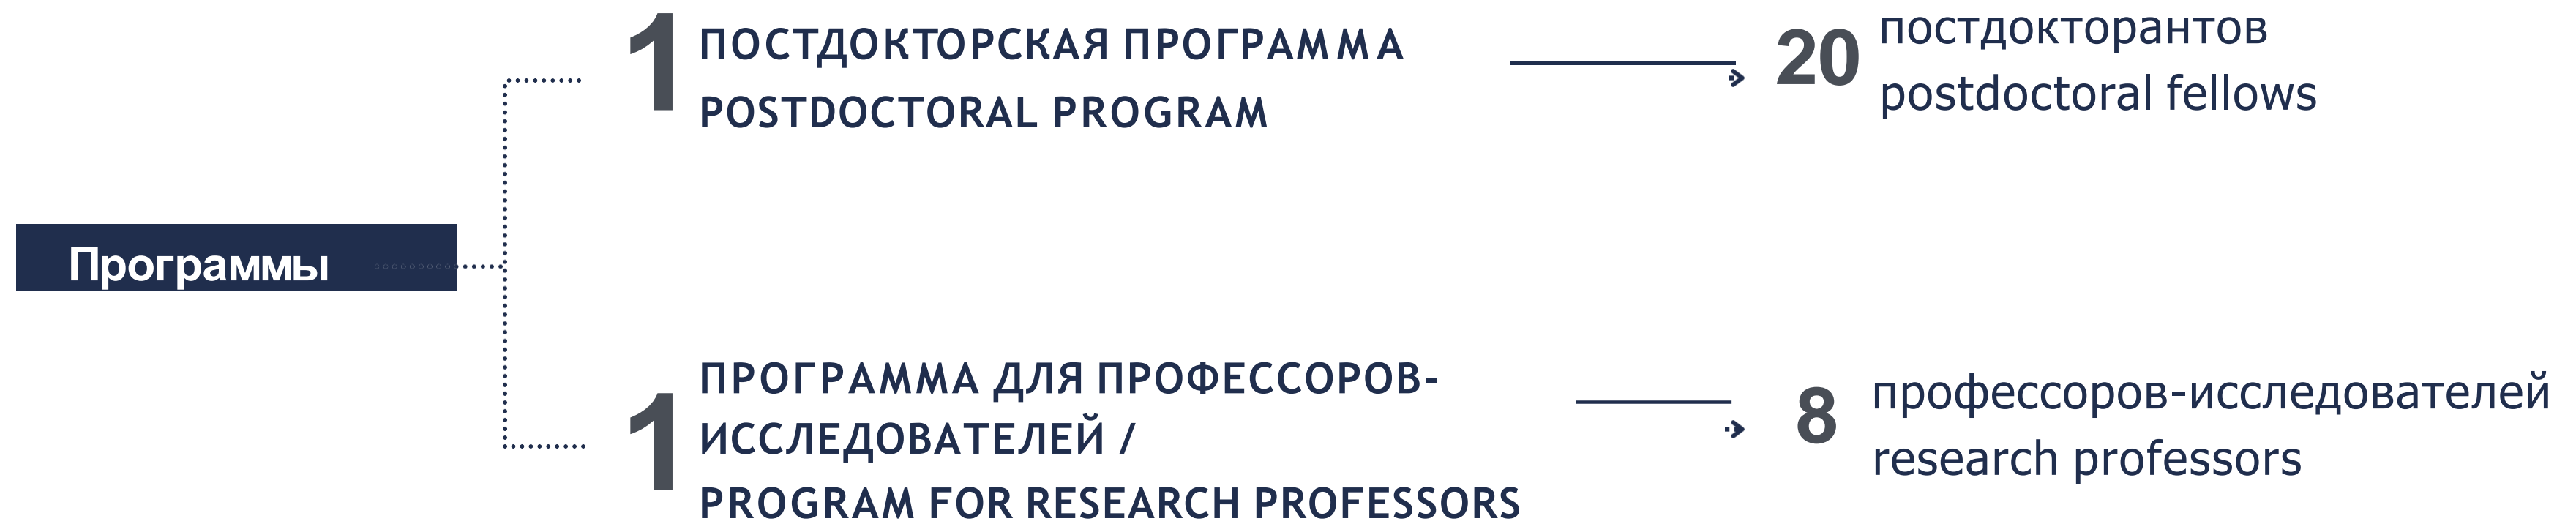 Программы
1
ПОСТДОКТОРСКАЯ ПРОГРАММА
POSTDOCTORAL PROGRAM
20
постдокторантов
postdoctoral fellows
1
ПРОГРАММА ДЛЯ ПРОФЕССОРОВ-
ИССЛЕДОВАТЕЛЕЙ /
PROGRAM FOR RESEARCH PROFESSORS
8
профессоров-исследователей
research professors